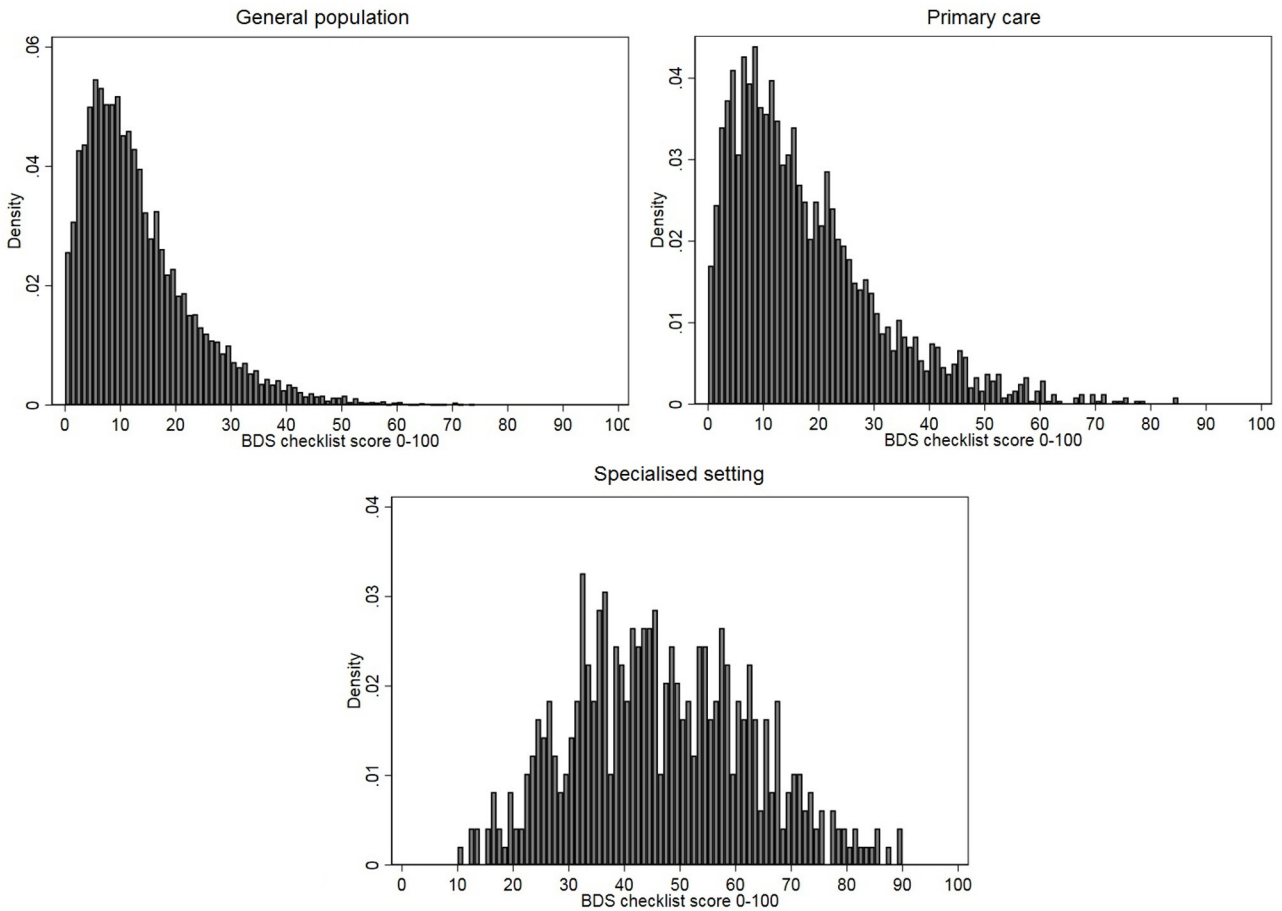 General population
Density
.06
.04
.02
0
0 10 20 30 40 50 60 70 80 90 100
BDS checklist score 0-100
Primary care
Density
.04
.03
.02
.01
0
0 10 20 30 40 50 60 70 80 90 100
BDS checklist score 0-100
Specialised setting
Density
.04
.03
.02
.01
0
0 10 20 30 40 50 60 70 80 90 100
BDS checklist score 0-100